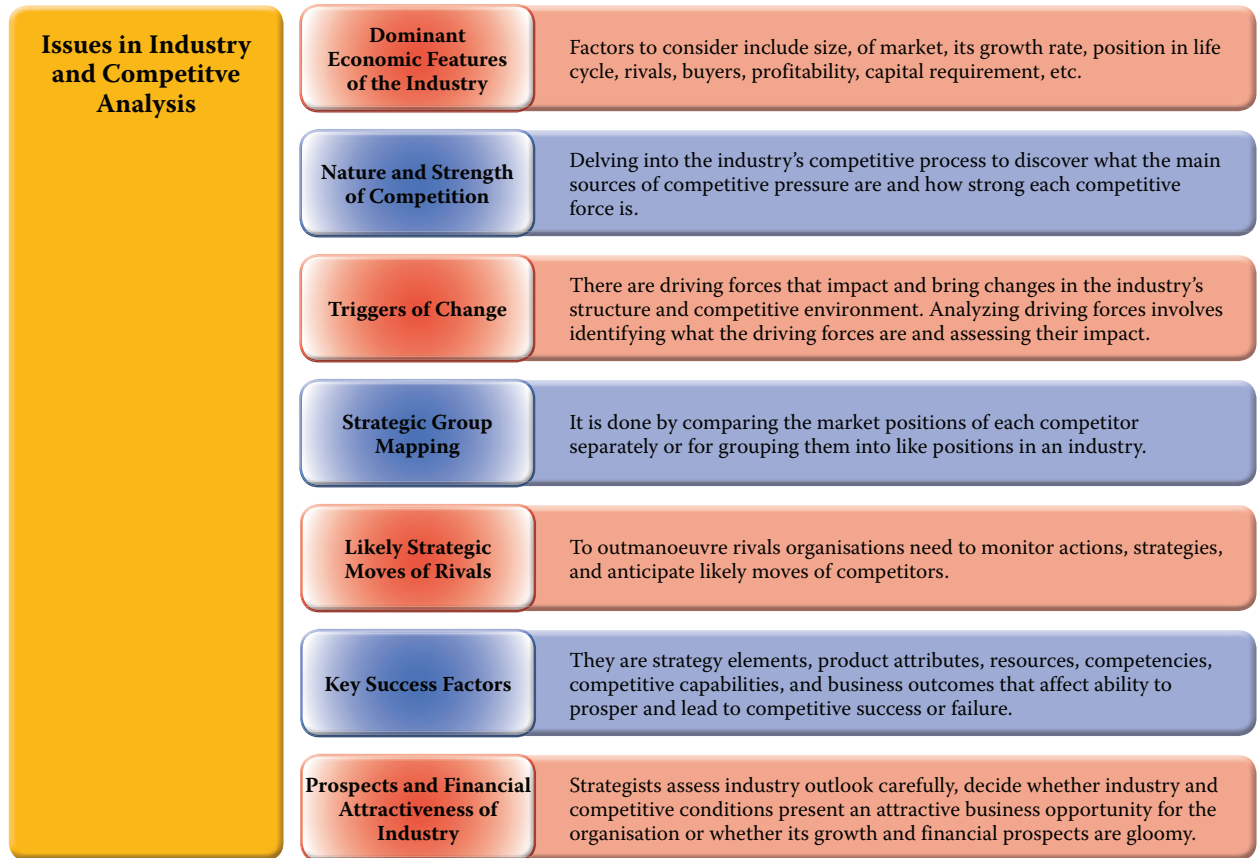 Issues in Industry
and Competitve
Analysis
Dominant
Economic Features
of the Industry
Factors to consider include size, of market, its growth rate, position in life
cycle, rivals, buyers, profitability, capital requirement, etc.
Nature and Strength
of Competition
Delving into the industry’s competitive process to discover what the main
sources of competitive pressure are and how strong each competitive
force is.
Triggers of Change
There are driving forces that impact and bring changes in the industry’s
structure and competitive environment. Analyzing driving forces involves
identifying what the driving forces are and assessing their impact.
Strategic Group
Mapping
It is done by comparing the market positions of each competitor
separately or for grouping them into like positions in an industry.
Likely Strategic
Moves of Rivals
To outmanoeuvre rivals organisations need to monitor actions, strategies,
and anticipate likely moves of competitors.
Key Success Factors
They are strategy elements, product attributes, resources, competencies,
competitive capabilities, and business outcomes that affect ability to
prosper and lead to competitive success or failure.
Prospects and Financial
Attractiveness of
Industry
Strategists assess industry outlook carefully, decide whether industry and
competitive conditions present an attractive business opportunity for the
organisation or whether its growth and financial prospects are gloomy.